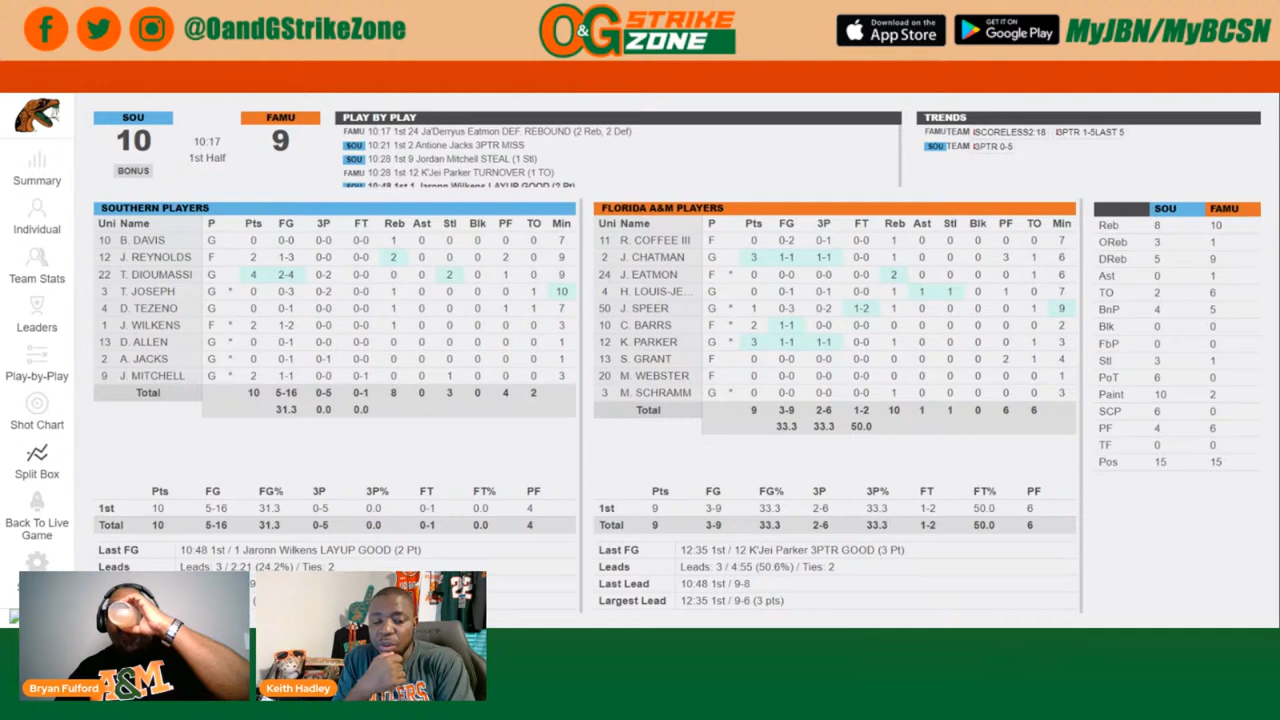 @OandGStrikeZone
O&G STRIKE ZONE
Download on the App Store
GET IT ON Google Play
MyJBN/MyBCSN
SOU
10
BONUS
10:17
1st Half
FAMU
9
PLAY BY PLAY
FAMU 10:17 1st 24 Ja'Derryus Eatmon DEF. REBOUND (2 Reb, 2 Def)
SOU 10:21 1st 2 Antione Jacks 3PTR MISS
SOU 10:28 1st 9 Jordan Mitchell STEAL (1 Stl)
FAMU 10:28 1st 12 K'Jei Parker TURNOVER (1 TO)
SOU 10:48 1st 1 Jaronn Wilkens LAYUP GOOD (2 Pt)
TRENDS
FAMU TEAM SCORELESS 2:18 3PTR 1-5 LAST 5
SOU TEAM 3PTR 0-5
Summary
Individual
Team Stats
Leaders
Play-by-Play
Shot Chart
Split Box
Back To Live
Game
SOUTHERN PLAYERS
Uni Name P Pts FG 3P FT Reb Ast Stl Blk PF TO Min
10 B. DAVIS G 0 0-0 0-0 0-0 1 0 0 0 0 0 7
12 J. REYNOLDS F 2 1-3 0-0 0-0 2 0 0 0 2 0 9
22 T. DIOUMASSI G 4 2-4 0-2 0-0 0 0 2 0 1 0 9
3 T. JOSEPH G * 0 0-3 0-2 0-0 1 0 0 0 0 1 10
4 D. TEZENO G 0 0-1 0-0 0-0 1 0 0 0 1 1 7
1 J. WILKENS F * 2 1-2 0-0 0-0 1 0 0 0 0 0 3
13 D. ALLEN G * 0 0-0 0-0 0-0 0 0 0 0 0 0 1
2 A. JACKS G * 0 0-1 0-1 0-0 0 0 0 0 0 0 1
9 J. MITCHELL G * 2 1-1 0-0 0-1 0 0 1 0 0 0 3
Total 10 5-16 0-5 0-1 8 0 3 0 4 2
31.3 0.0 0.0
FLORIDA A&M PLAYERS
Uni Name P Pts FG 3P FT Reb Ast Stl Blk PF TO Min
11 R. COFFEE III F 0 0-2 0-1 0-0 1 0 0 0 0 0 7
2 J. CHATMAN G 3 1-1 1-1 0-0 0 0 0 0 3 1 6
24 J. EATMON F * 0 0-0 0-0 0-0 2 0 0 0 0 1 6
4 H. LOUIS-JE... G 0 0-1 0-1 0-0 1 1 1 0 1 0 7
50 J. SPEER G * 1 0-3 0-2 1-2 0 0 0 0 0 1 9
10 C. BARRS F * 2 1-1 0-0 0-0 1 0 0 0 0 0 2
12 K. PARKER G * 3 1-1 1-1 0-0 0 0 0 0 0 1 3
13 S. GRANT F 0 0-0 0-0 0-0 1 0 0 0 2 1 4
20 M. WEBSTER F 0 0-0 0-0 0-0 0 0 0 0 0 0 1
3 M. SCHRAMM G * 0 0-0 0-0 0-0 1 0 0 0 0 0 3
Total 9 3-9 2-6 1-2 10 1 1 0 6 6
33.3 33.3 50.0
SOU FAMU
Reb 8 10
OReb 3 1
DReb 5 9
Ast 0 1
TO 2 6
BnP 4 5
Blk 0 0
FbP 0 0
Stl 3 1
PoT 6 0
Paint 10 2
SCP 6 0
PF 4 6
TF 0 0
Pos 15 15
Pts FG FG% 3P 3P% FT FT% PF
1st 10 5-16 31.3 0-5 0.0 0-1 0.0 4
Total 10 5-16 31.3 0-5 0.0 0-1 0.0 4
Last FG 10:48 1st / 1 Jaronn Wilkens LAYUP GOOD (2 Pt)
Leads Leads: 3 / 2:21 (24.2%) / Ties: 2
Pts FG FG% 3P 3P% FT FT% PF
1st 9 3-9 33.3 2-6 33.3 1-2 50.0 6
Total 9 3-9 33.3 2-6 33.3 1-2 50.0 6
Last FG 12:35 1st / 12 K'Jei Parker 3PTR GOOD (3 Pt)
Leads Leads: 3 / 4:55 (50.6%) / Ties: 2
Last Lead 10:48 1st / 9-8
Largest Lead 12:35 1st / 9-6 (3 pts)
A&M
Bryan Fulford
Keith Hadley